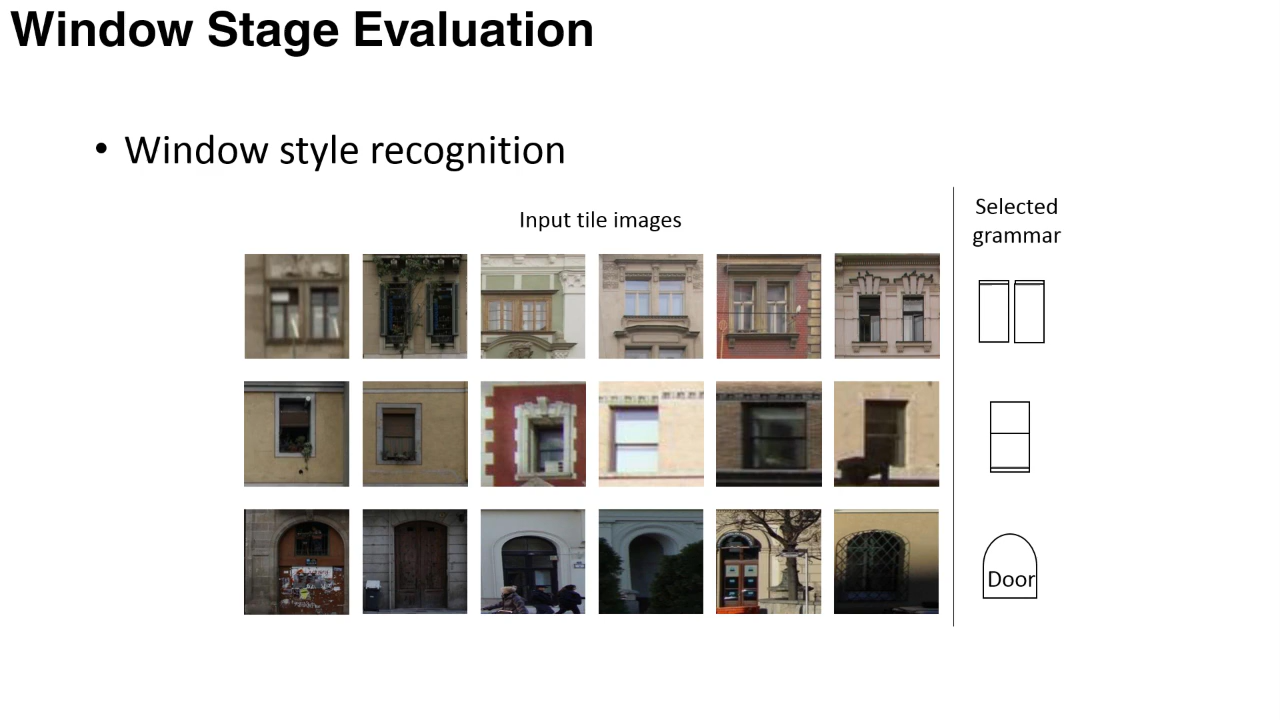 Window Stage Evaluation
• Window style recognition
Input tile images
Selected
grammar
Door